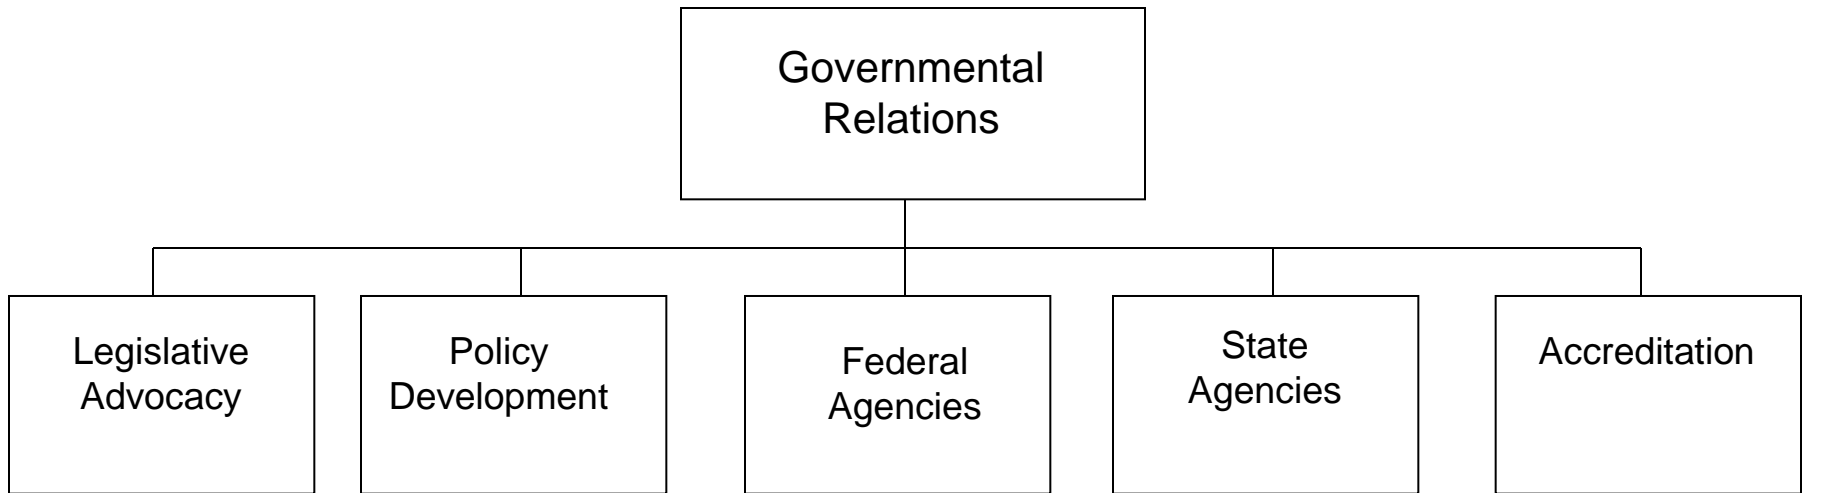 Governmental
Relations
Legislative
Advocacy
Policy
Development
Federal
Agencies
State
Agencies
Accreditation